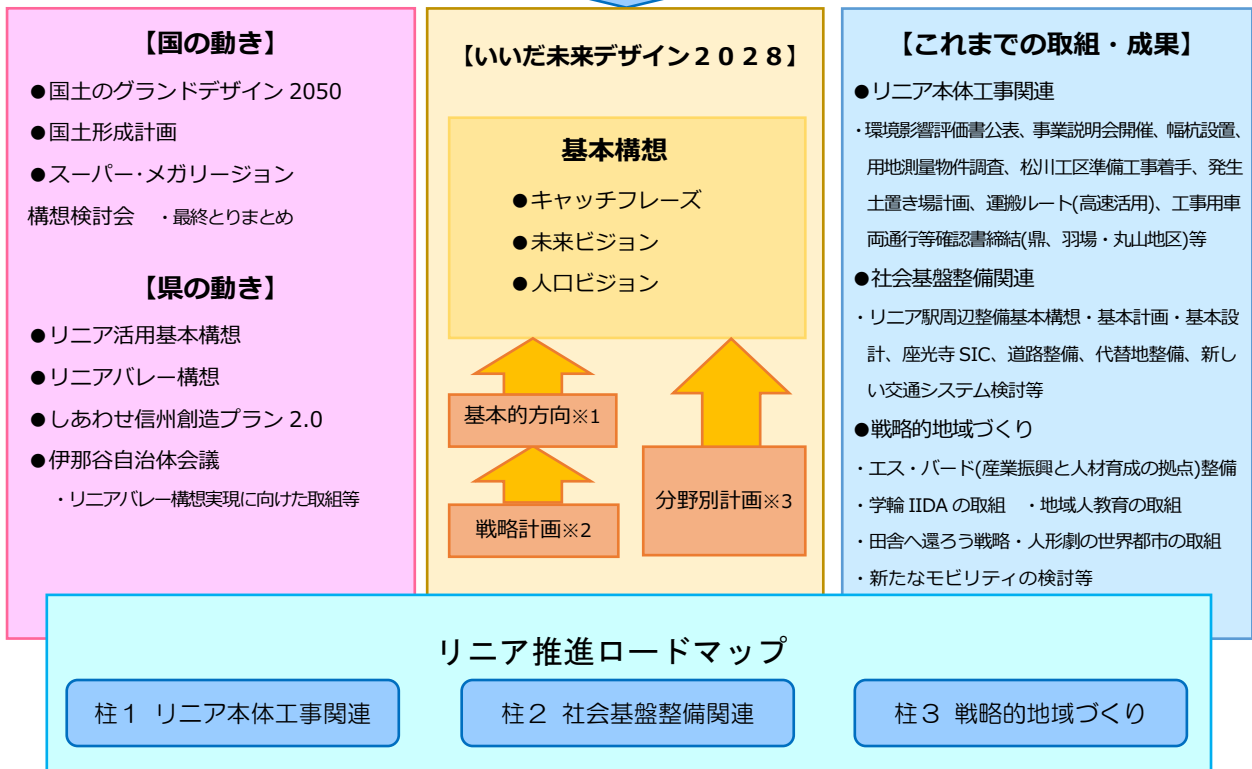 【国の動き】
●国土のグランドデザイン 2050
●国土形成計画
●スーパー・メガリージョン
構想検討会　・最終とりまとめ
【県の動き】
●リニア活用基本構想
●リニアバレー構想
●しあわせ信州創造プラン 2.0
●伊那谷自治体会議
・リニアバレー構想実現に向けた取組等
【いいだ未来デザイン２０２８】
基本構想
●キャッチフレーズ
●未来ビジョン
●人口ビジョン
基本的方向※1
戦略計画※2
分野別計画※3
【これまでの取組・成果】
●リニア本体工事関連
・環境影響評価書公表、事業説明会開催、幅杭設置、
用地測量物件調査、松川工区準備工事着手、発生
土置き場計画、運搬ルート(高速活用)、工事用車
両通行等確認書締結(鼎、羽場・丸山地区)等
●社会基盤整備関連
・リニア駅周辺整備基本構想・基本計画・基本設
計、座光寺 SIC、道路整備、代替地整備、新し
い交通システム検討等
●戦略的地域づくり
・エス・バード(産業振興と人材育成の拠点)整備
・学輪 IIDA の取組　・地域人教育の取組
・田舎へ還ろう戦略・人形劇の世界都市の取組
・新たなモビリティの検討等
リニア推進ロードマップ
柱１ リニア本体工事関連
柱２ 社会基盤整備関連
柱３ 戦略的地域づくり